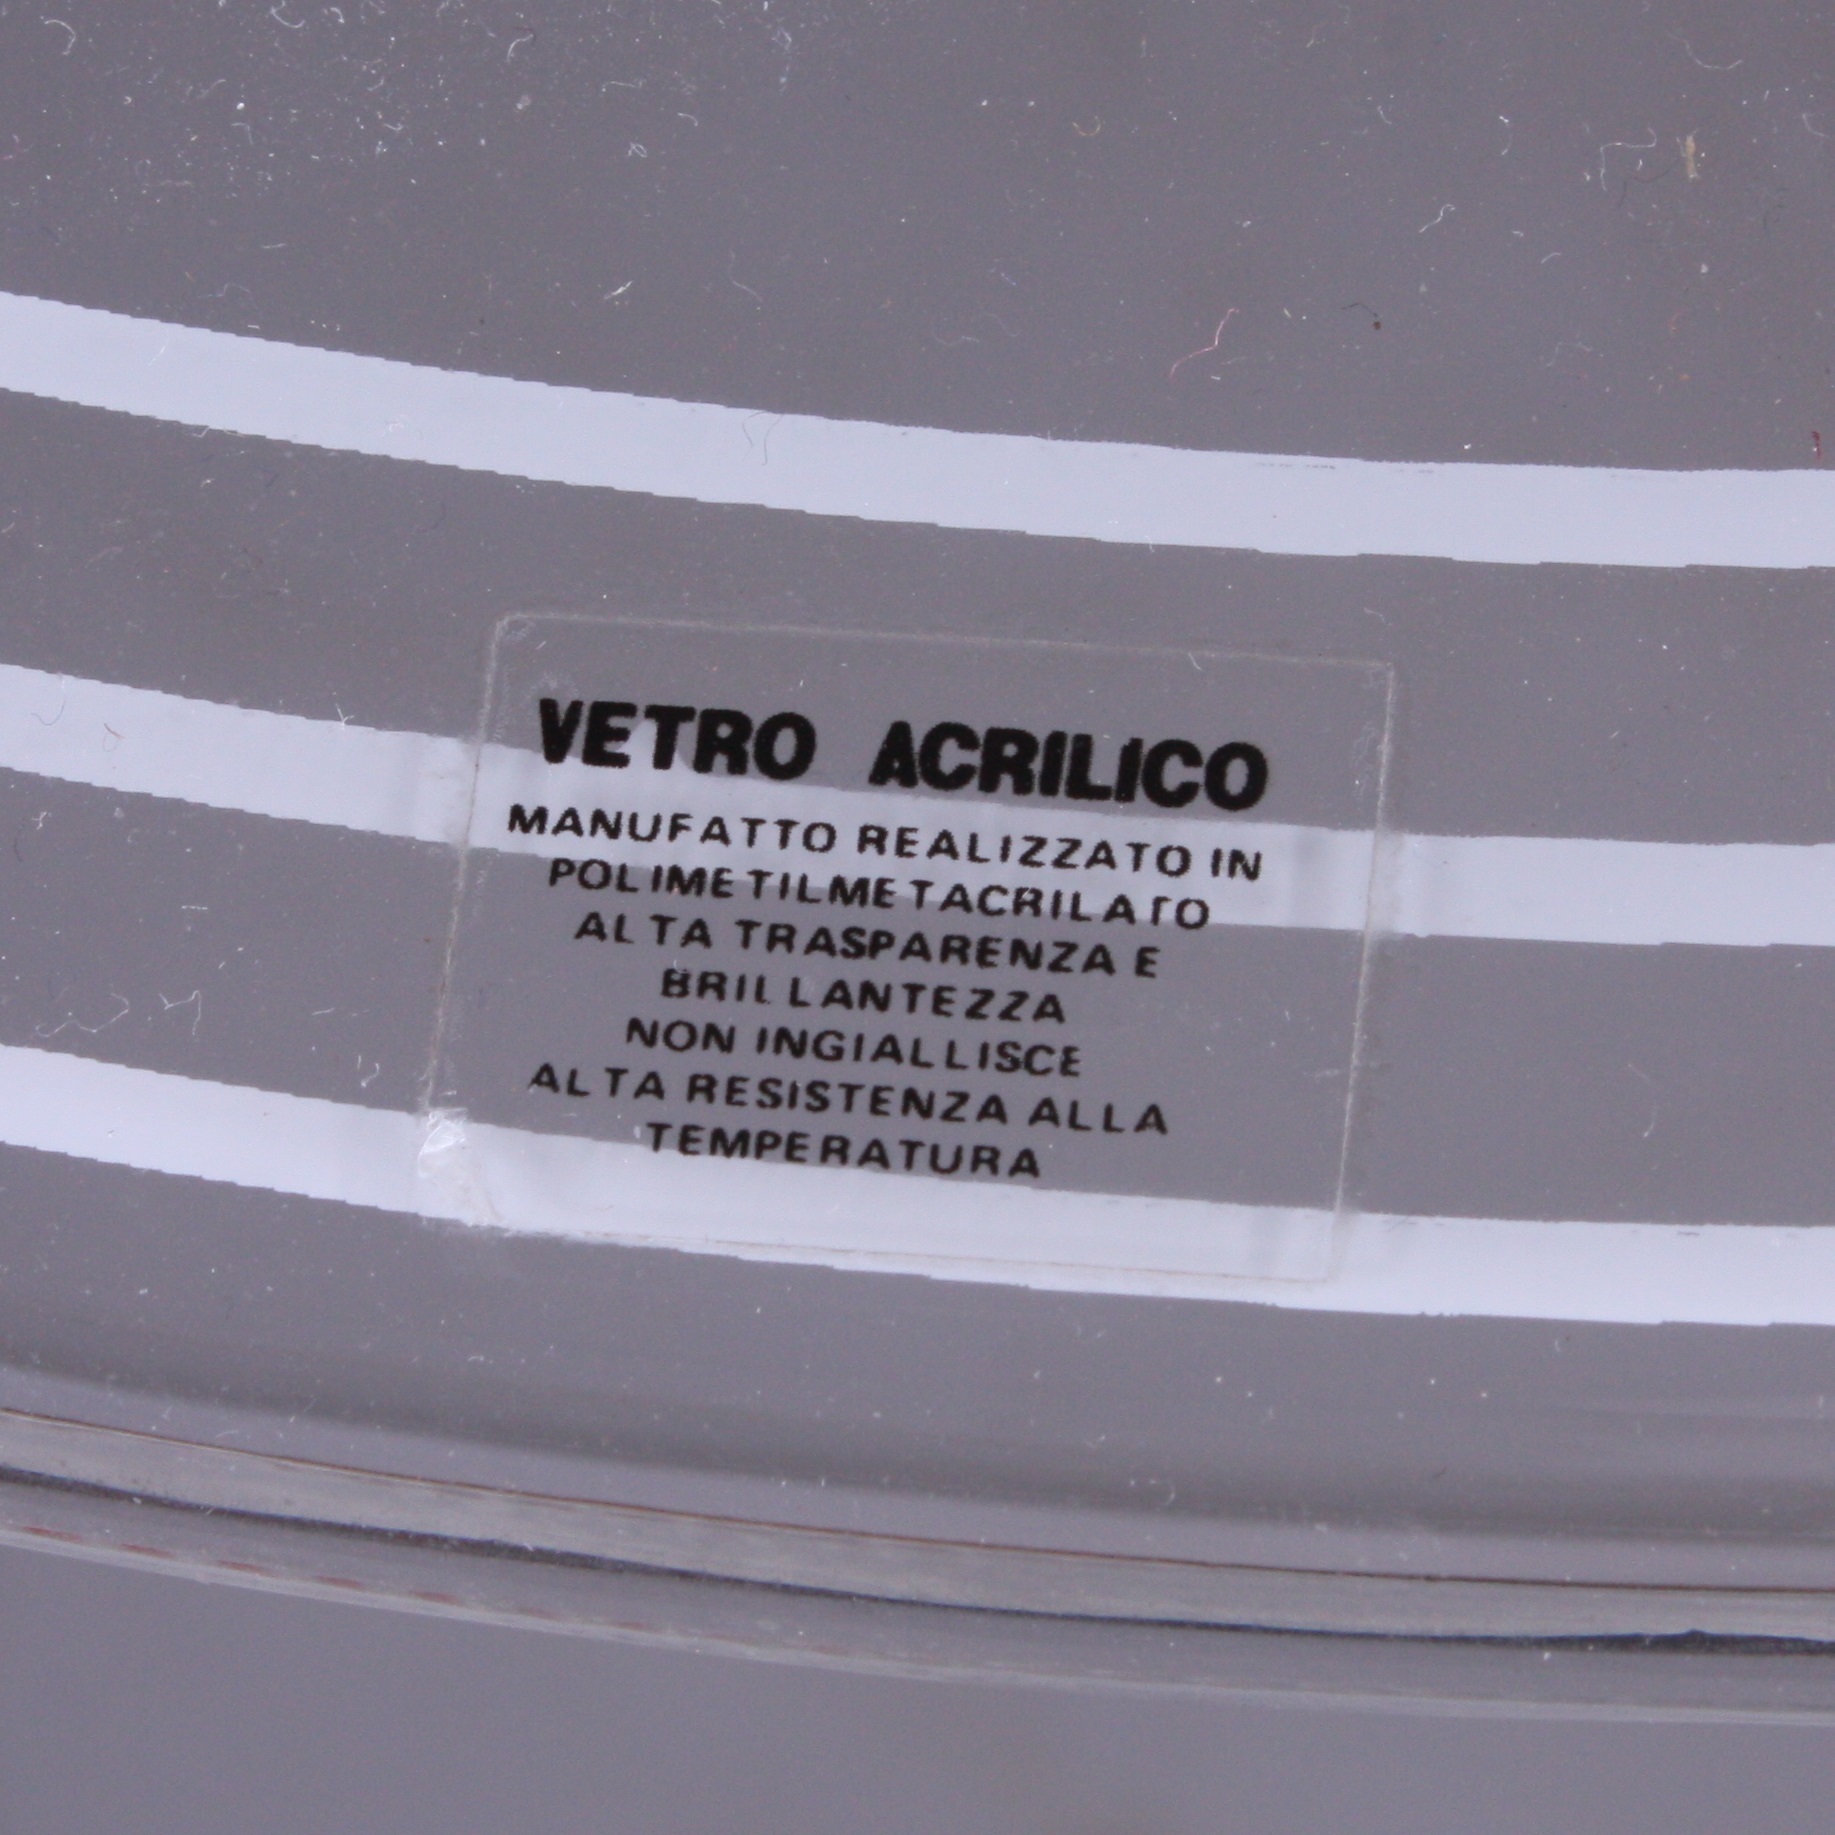 VETRO ACRILICO
MANUFATTO REALIZZATO IN
POLIMETILMETACRILATO
ALTA TRASPARENZA E
BRILLANTEZZA
NON INGIALLISCE
ALTA RESISTENZA ALLA
TEMPERATURA